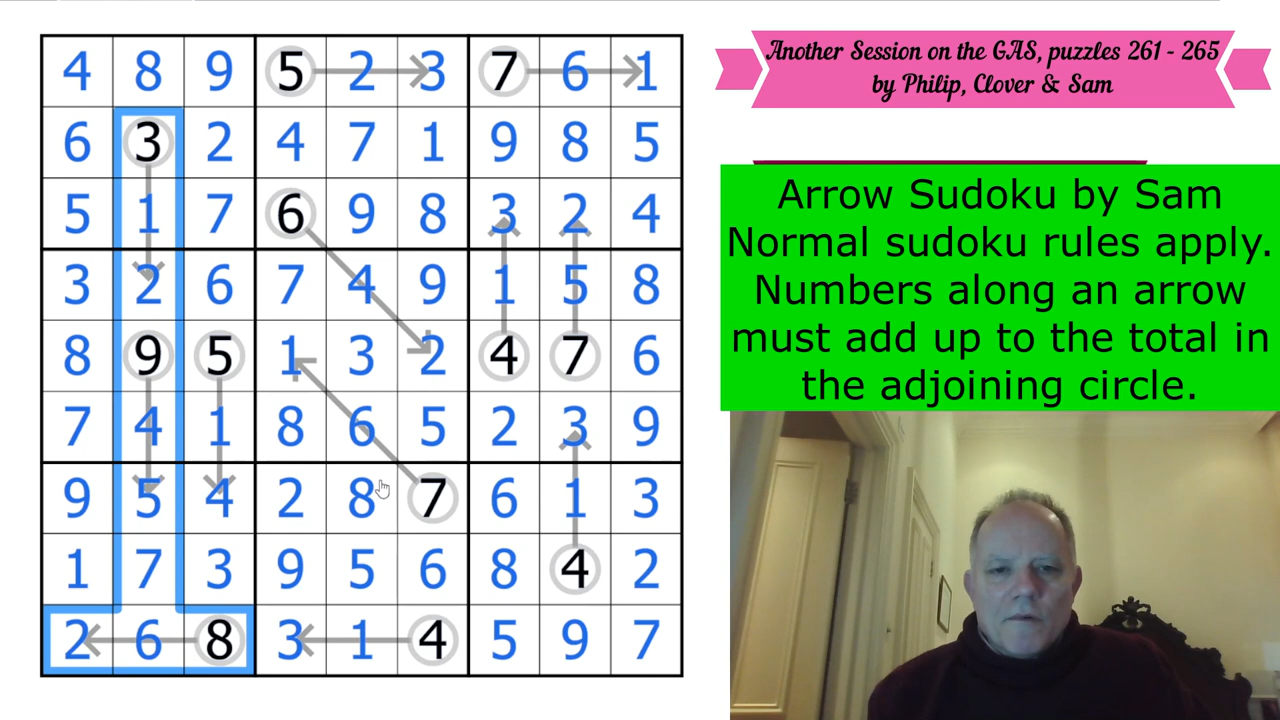 Another Session on the GAS, puzzles 261 - 265
by Philip, Clover & Sam
Arrow Sudoku by Sam
Normal sudoku rules apply.
Numbers along an arrow
must add up to the total in
the adjoining circle.
4 8 9 5 2 3 7 6 1
6 3 2 4 7 1 9 8 5
5 1 7 6 9 8 3 2 4
3 2 6 7 4 9 1 5 8
8 9 5 1 3 2 4 7 6
7 4 1 8 6 5 2 3 9
9 5 4 2 8 7 6 1 3
1 7 3 9 5 6 8 4 2
2 6 8 3 1 4 5 9 7